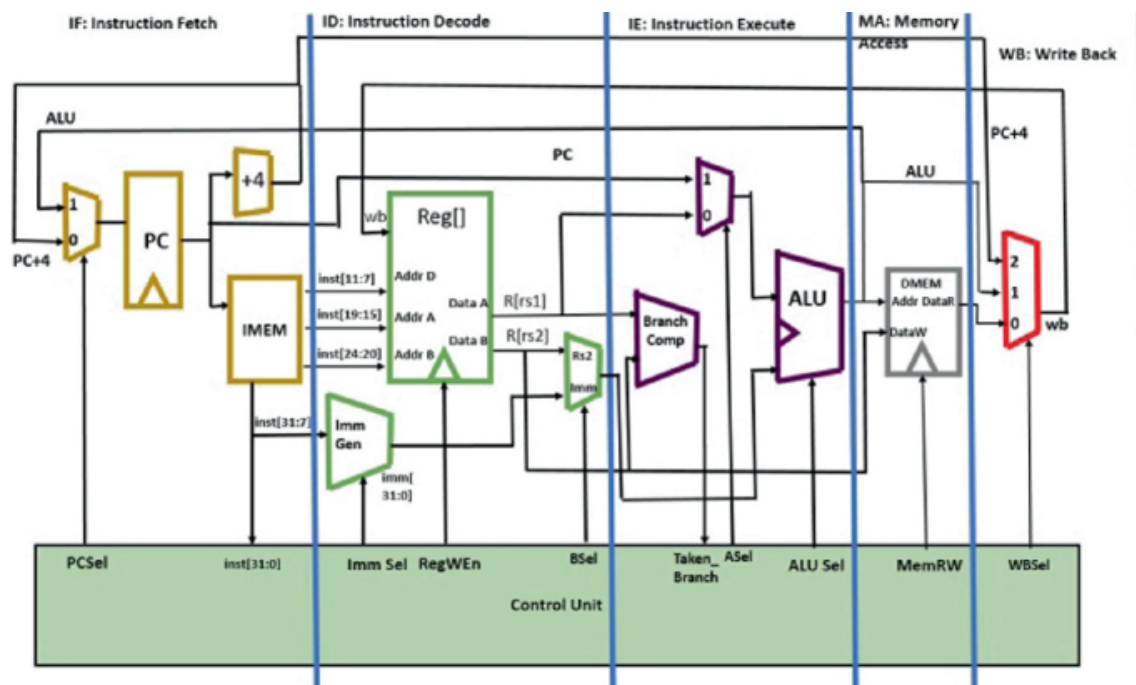 IF: Instruction Fetch
ID: Instruction Decode
IE: Instruction Execute
MA: Memory
Access
WB: Write Back
ALU
PC+4
PC
ALU
+4
1
0
PC
PC+4
wb
Reg[]
1
0
2
1
0
wb
IMEM
inst[11:7]
inst[19:15]
inst[24:20]
Addr D
Addr A
Addr B
Data A
Data B
R[rs1]
R[rs2]
Rs2
Imm
Branch
Comp
ALU
DMEM
Addr DataR
DataW
inst[31:7]
Imm
Gen
imm[
31:0]
PCSel
inst[31:0]
Imm Sel
RegWEn
BSel
Taken_
Branch
ASel
ALU Sel
MemRW
WBSel
Control Unit